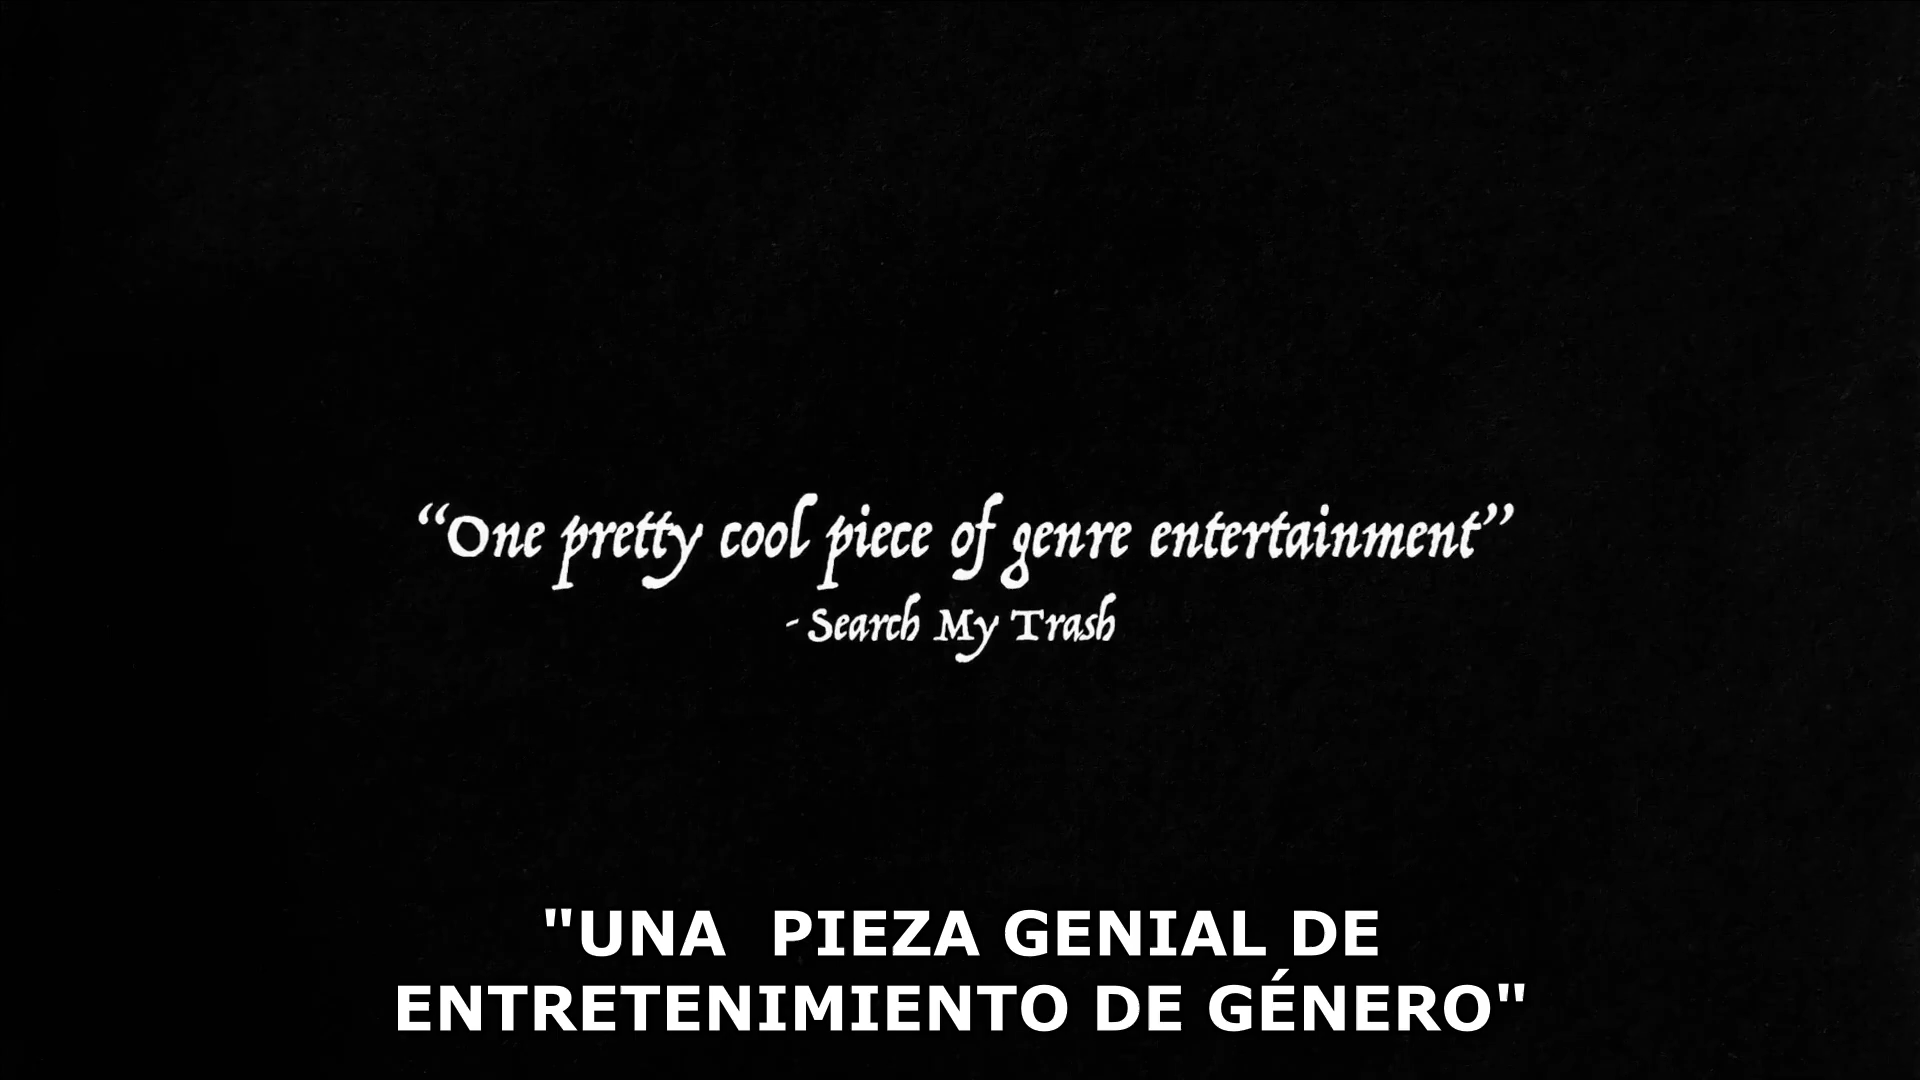 “One pretty cool piece of genre entertainment”
- Search My Trash
"UNA  PIEZA GENIAL DE
ENTRETENIMIENTO DE GÉNERO"